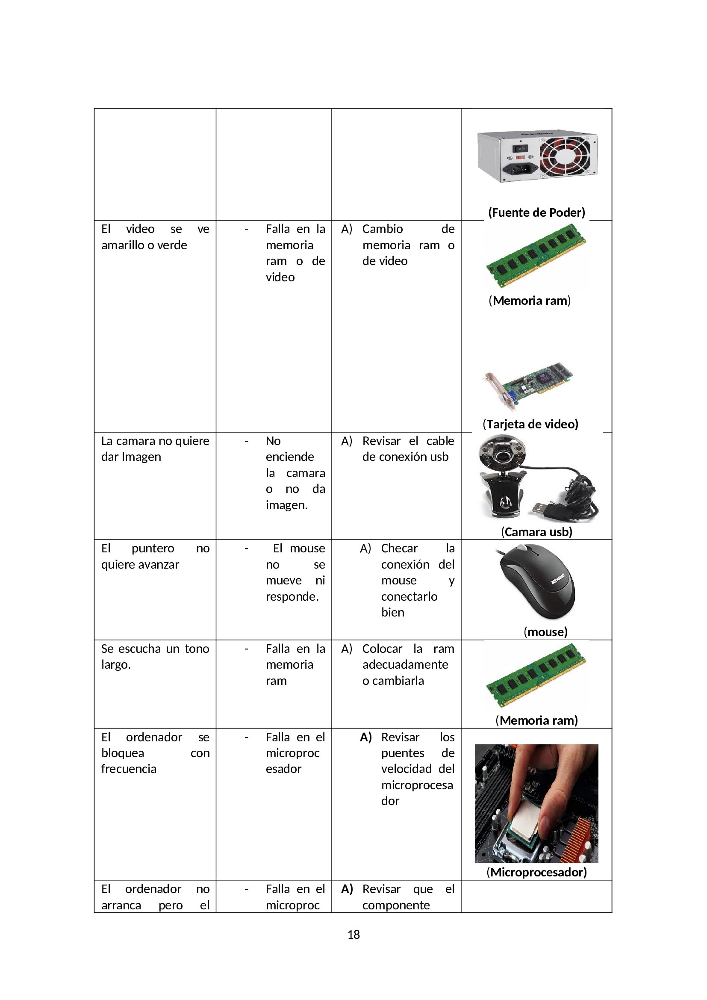 (Fuente de Poder)
El video se ve
amarillo o verde
- Falla en la
memoria
ram o de
video
A) Cambio de
memoria ram o
de video
(Memoria ram)
(Tarjeta de video)
La camara no quiere
dar Imagen
- No
enciende
la camara
o no da
imagen.
A) Revisar el cable
de conexión usb
(Camara usb)
El puntero no
quiere avanzar
- El mouse
no se
mueve ni
responde.
A) Checar la
conexión del
mouse y
conectarlo
bien
Microsoft
(mouse)
Se escucha un tono
largo.
- Falla en la
memoria
ram
A) Colocar la ram
adecuadamente
o cambiarla
(Memoria ram)
El ordenador se
bloquea con
frecuencia
- Falla en el
microproc
esador
A) Revisar los
puentes de
velocidad del
microprocesa
dor
(Microprocesador)
El ordenador no
arranca pero el
- Falla en el
microproc
A) Revisar que el
componente
18